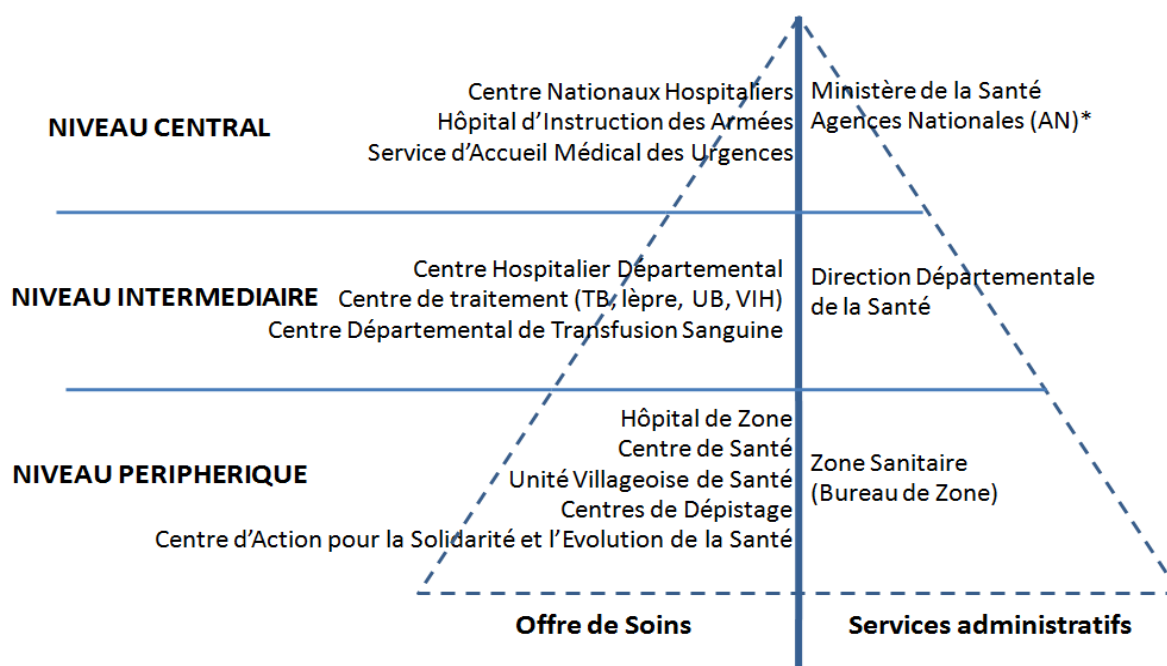 Centre Nationaux Hospitaliers
Hôpital d’Instruction des Armées
Service d’Accueil Médical des Urgences
NIVEAU CENTRAL
Ministère de la Santé
Agences Nationales (AN)*
Centre Hospitalier Départemental
Centre de traitement (TB, lèpre, UB, VIH)
Centre Départemental de Transfusion Sanguine
NIVEAU INTERMEDIAIRE
Direction Départementale
de la Santé
Hôpital de Zone
Centre de Santé
Unité Villageoise de Santé
Centres de Dépistage
Centre d’Action pour la Solidarité et l’Evolution de la Santé
NIVEAU PERIPHERIQUE
Zone Sanitaire
(Bureau de Zone)
Offre de Soins
Services administratifs